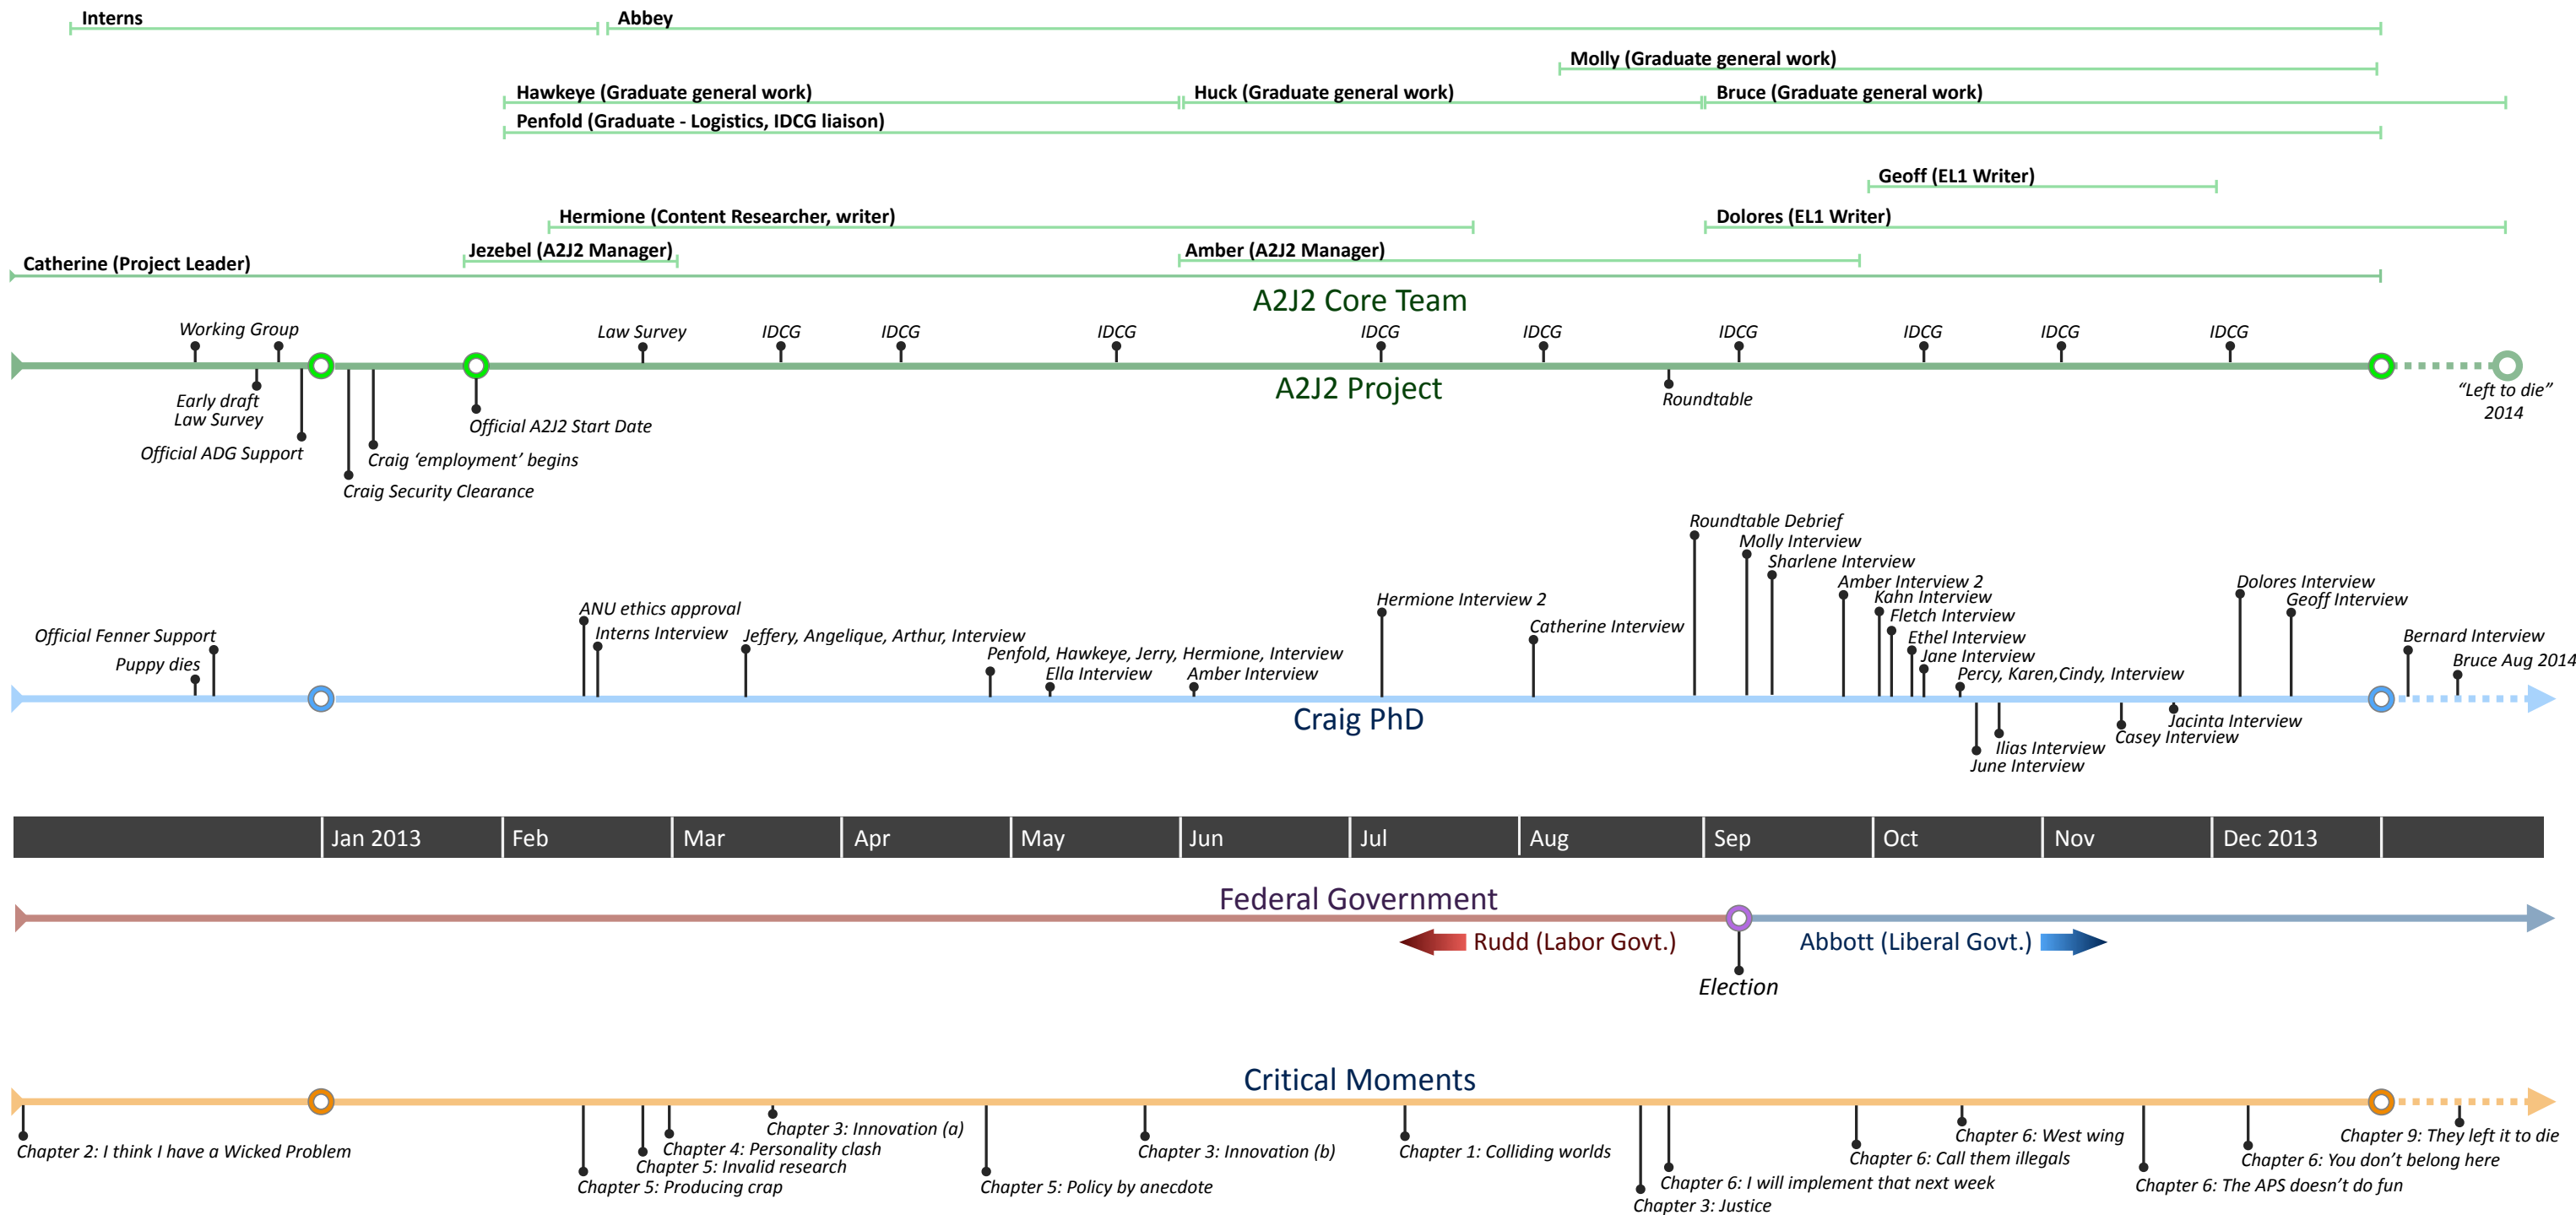 Interns
Abbey
Molly (Graduate general work)
Hawkeye (Graduate general work)
Huck (Graduate general work)
Bruce (Graduate general work)
Penfold (Graduate - Logistics, IDCG liaison)
Geoff (EL1 Writer)
Hermione (Content Researcher, writer)
Dolores (EL1 Writer)
Jezebel (A2J2 Manager)
Amber (A2J2 Manager)
Catherine (Project Leader)
A2J2 Core Team
Working Group
Law Survey
IDCG
IDCG
IDCG
IDCG
IDCG
IDCG
IDCG
IDCG
IDCG
A2J2 Project
Early draft
Law Survey
Official ADG Support
Official A2J2 Start Date
Craig ‘employment’ begins
Craig Security Clearance
Roundtable
“Left to die”
2014
Roundtable Debrief
Molly Interview
Sharlene Interview
Amber Interview 2
Kahn Interview
Fletch Interview
Ethel Interview
Jane Interview
Percy, Karen,Cindy, Interview
Dolores Interview
Geoff Interview
Bernard Interview
Bruce Aug 2014
Official Fenner Support
Puppy dies
ANU ethics approval
Interns Interview
Jeffery, Angelique, Arthur, Interview
Penfold, Hawkeye, Jerry, Hermione, Interview
Ella Interview
Amber Interview
Hermione Interview 2
Catherine Interview
Craig PhD
Jacinta Interview
Casey Interview
Ilias Interview
June Interview
Jan 2013
Feb
Mar
Apr
May
Jun
Jul
Aug
Sep
Oct
Nov
Dec 2013
Federal Government
Rudd (Labor Govt.)
Abbott (Liberal Govt.)
Election
Critical Moments
Chapter 2: I think I have a Wicked Problem
Chapter 3: Innovation (a)
Chapter 4: Personality clash
Chapter 5: Invalid research
Chapter 5: Producing crap
Chapter 5: Policy by anecdote
Chapter 3: Innovation (b)
Chapter 1: Colliding worlds
Chapter 6: West wing
Chapter 6: Call them illegals
Chapter 6: I will implement that next week
Chapter 3: Justice
Chapter 9: They left it to die
Chapter 6: You don’t belong here
Chapter 6: The APS doesn’t do fun